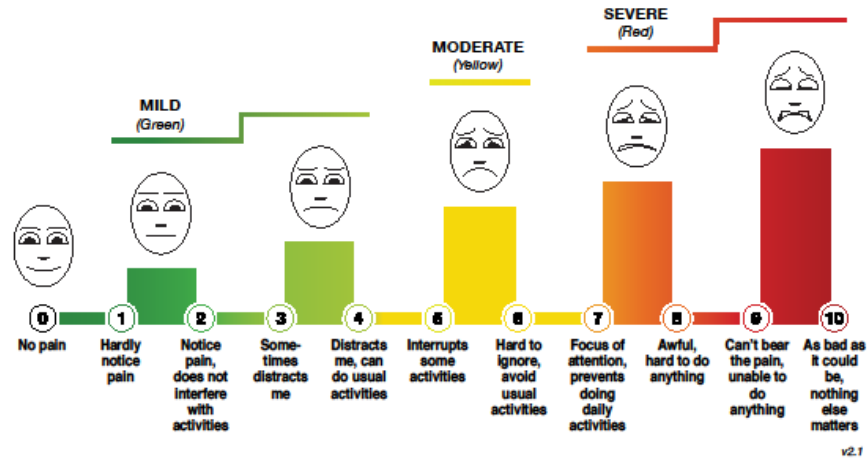 SEVERE
(Red)
MODERATE
(Yellow)
MILD
(Green)
0
1
2
3
4
5
6
7
8
9
10
No pain
Hardly
notice
pain
Notice
pain,
does not
interfere
with
activities
Some-
times
distracts
me
Distracts
me, can
do usual
activities
Interrupts
some
activities
Hard to
ignore,
avoid
usual
activities
Focus of
attention,
prevents
doing
daily
activities
Awful,
hard to do
anything
Can't bear
the pain,
unable to
do
anything
As bad as
it could
be,
nothing
else
matters
v2.1